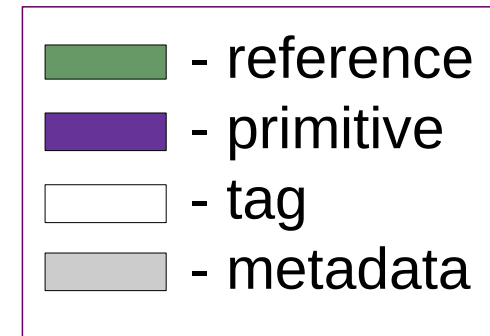 - reference
- primitive
- tag
- metadata